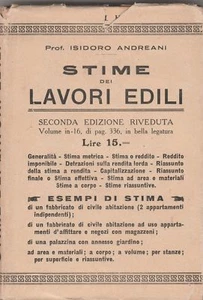 Prof. ISIDORO ANDREANI
STIME
DEI
LAVORI EDILI
SECONDA EDIZIONE RIVEDUTA
Volume in-16, di pag. 336, in bella legatura
Lire 15.—
Generalità - Stima metrica - Stima a reddito - Reddito
imponibile - Defalcazioni sulla rendita lorda - Riassunto
della stima a rendita - Capitalizzazione - Riassunto
finale o Stima effettiva - Stima ad area e materiali
Stime a corpo - Stime riassuntive.
ESEMPI DI STIMA
di un fabbricato di civile abitazione (2 appartamenti
indipendenti);
di un fabbricato di civile abitazione ad uso apparta-
menti d'affittare e negozi con magazzeni;
di una palazzina con annesso giardino;
ad area e materiali; a corpo; a volume; per stanze;
per superficie e riassuntive.